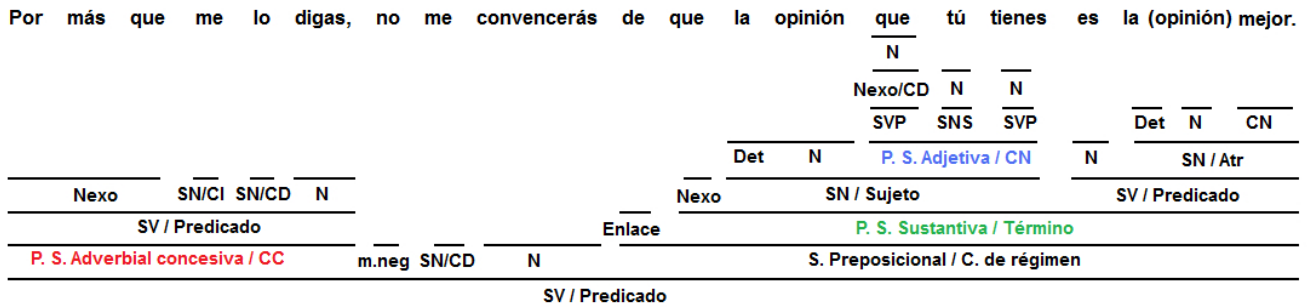 Por más que me lo digas, no me convencerás de que la opinión que tú tienes es la (opinión) mejor.
N
Nexo/CD N N
SVP SNS SVP Det N CN
Det N P. S. Adjetiva / CN N SN / Atr
Nexo SN/CI SN/CD N Nexo SN / Sujeto SV / Predicado
SV / Predicado Enlace P. S. Sustantiva / Término
P. S. Adverbial concesiva / CC m.neg SN/CD N S. Preposicional / C. de régimen
SV / Predicado